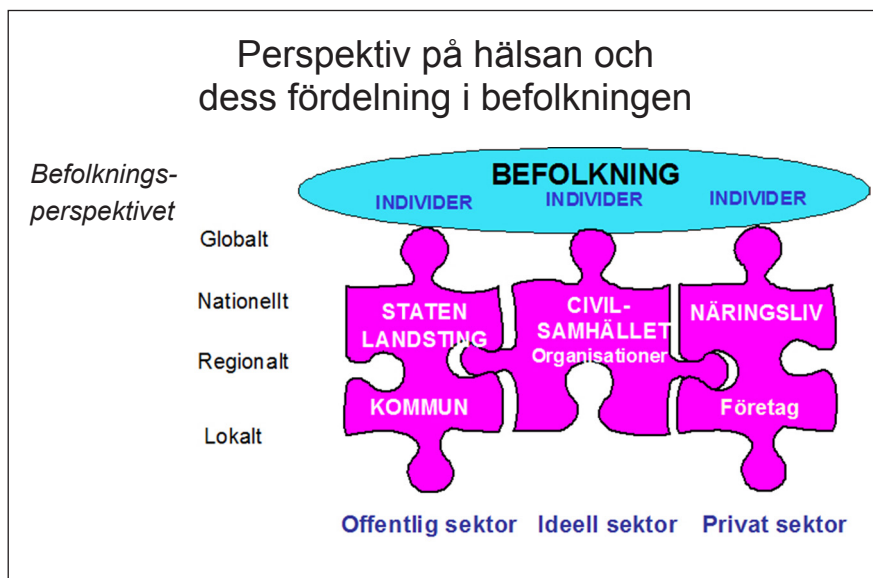 Perspektiv på hälsan och
dess fördelning i befolkningen
Befolknings-
perspektivet
BEFOLKNING
INDIVIDER INDIVIDER INDIVIDER
Globalt
Nationellt
Regionalt
Lokalt
STATEN
LANDSTING
KOMMUN
CIVIL-
SAMHÄLLET
Organisationer
NÄRINGSLIV
Företag
Offentlig sektor Ideell sektor Privat sektor